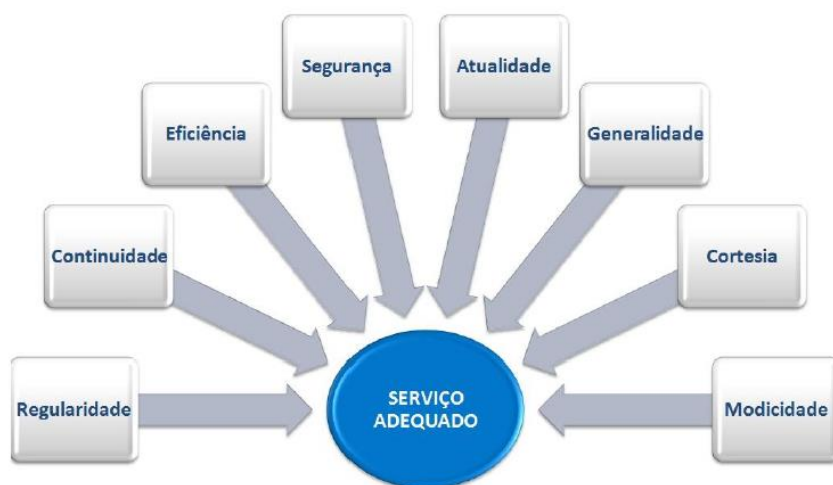 Segurança
Atualidade
Eficiência
Generalidade
Continuidade
Cortesia
Regularidade
SERVIÇO
ADEQUADO
Modicidade